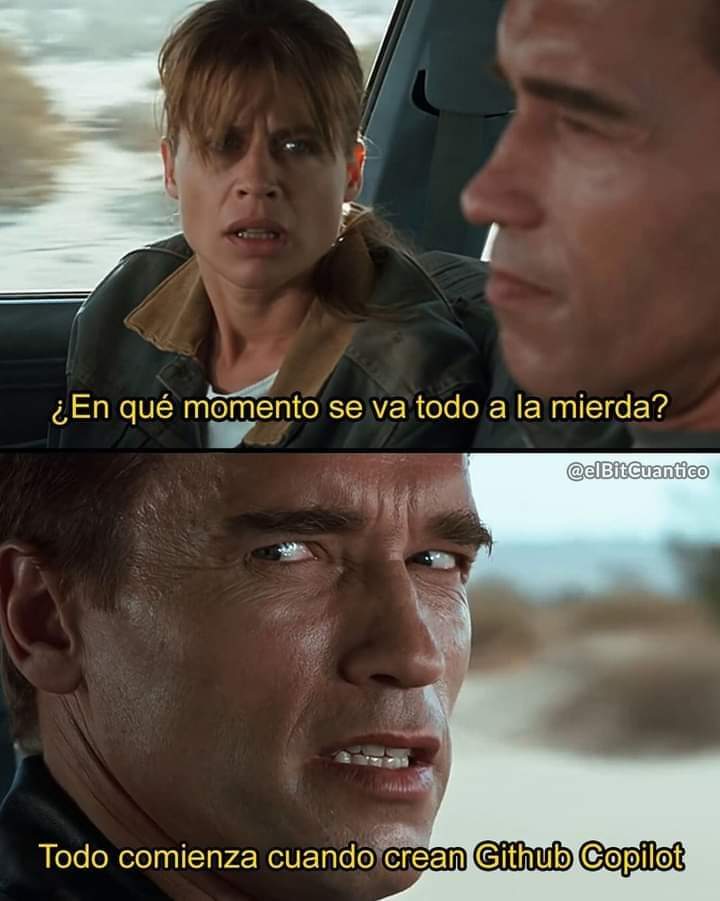 ¿En qué momento se va todo a la mierda?
@elBitCuantico
Todo comienza cuando crean Github Copilot